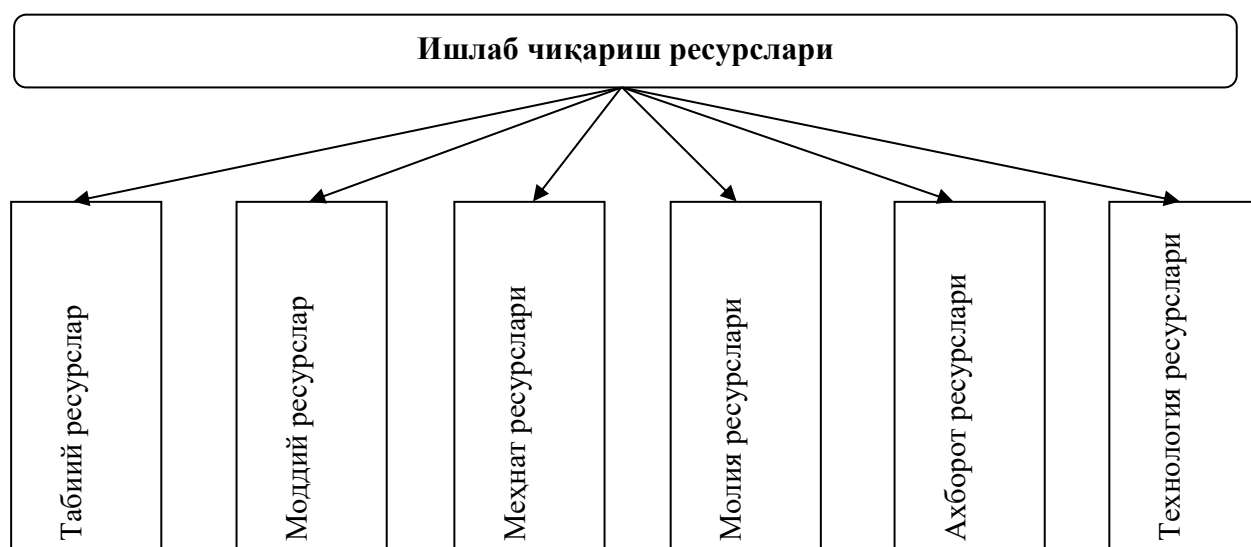 Ишлаб чиқариш ресурслари
Табиий ресурслар
Моддий ресурслар
Меҳнат ресурслари
Молия ресурслари
Ахборот ресурслари
Технология ресурслари